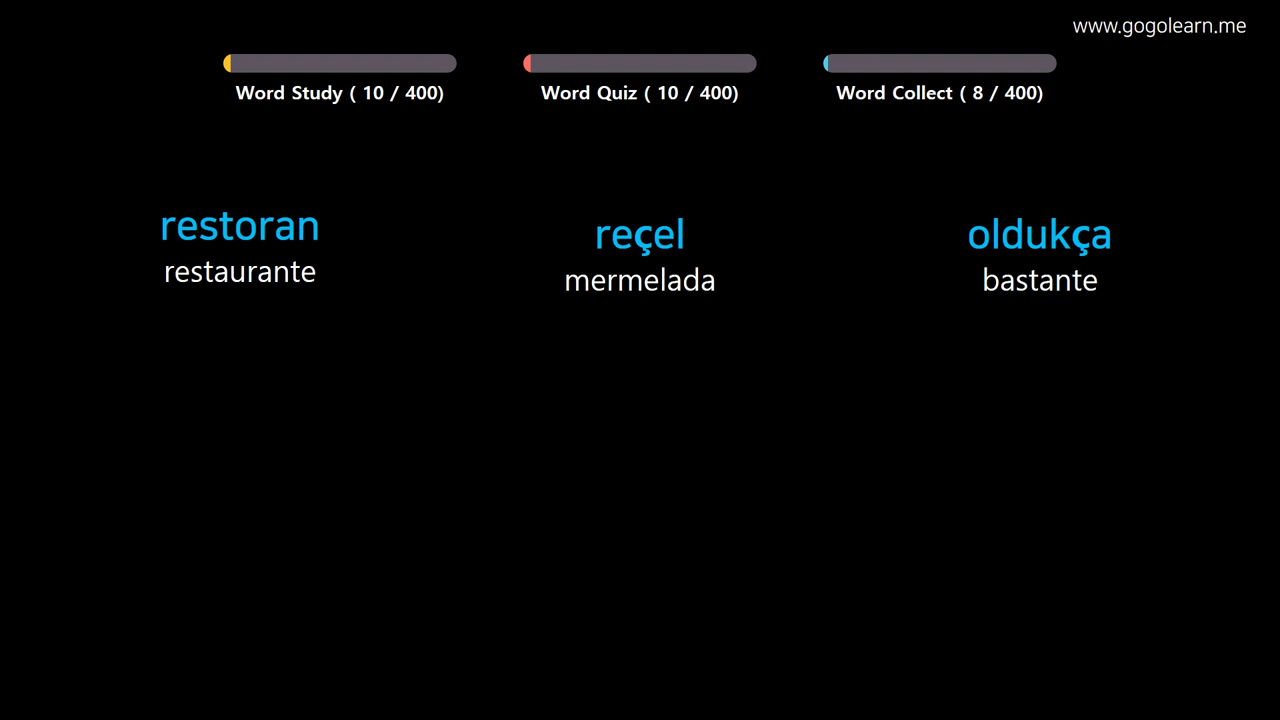 www.gogolearn.me
Word Study ( 10 / 400)
Word Quiz ( 10 / 400)
Word Collect ( 8 / 400)
restoran
restaurante
reçel
mermelada
oldukça
bastante